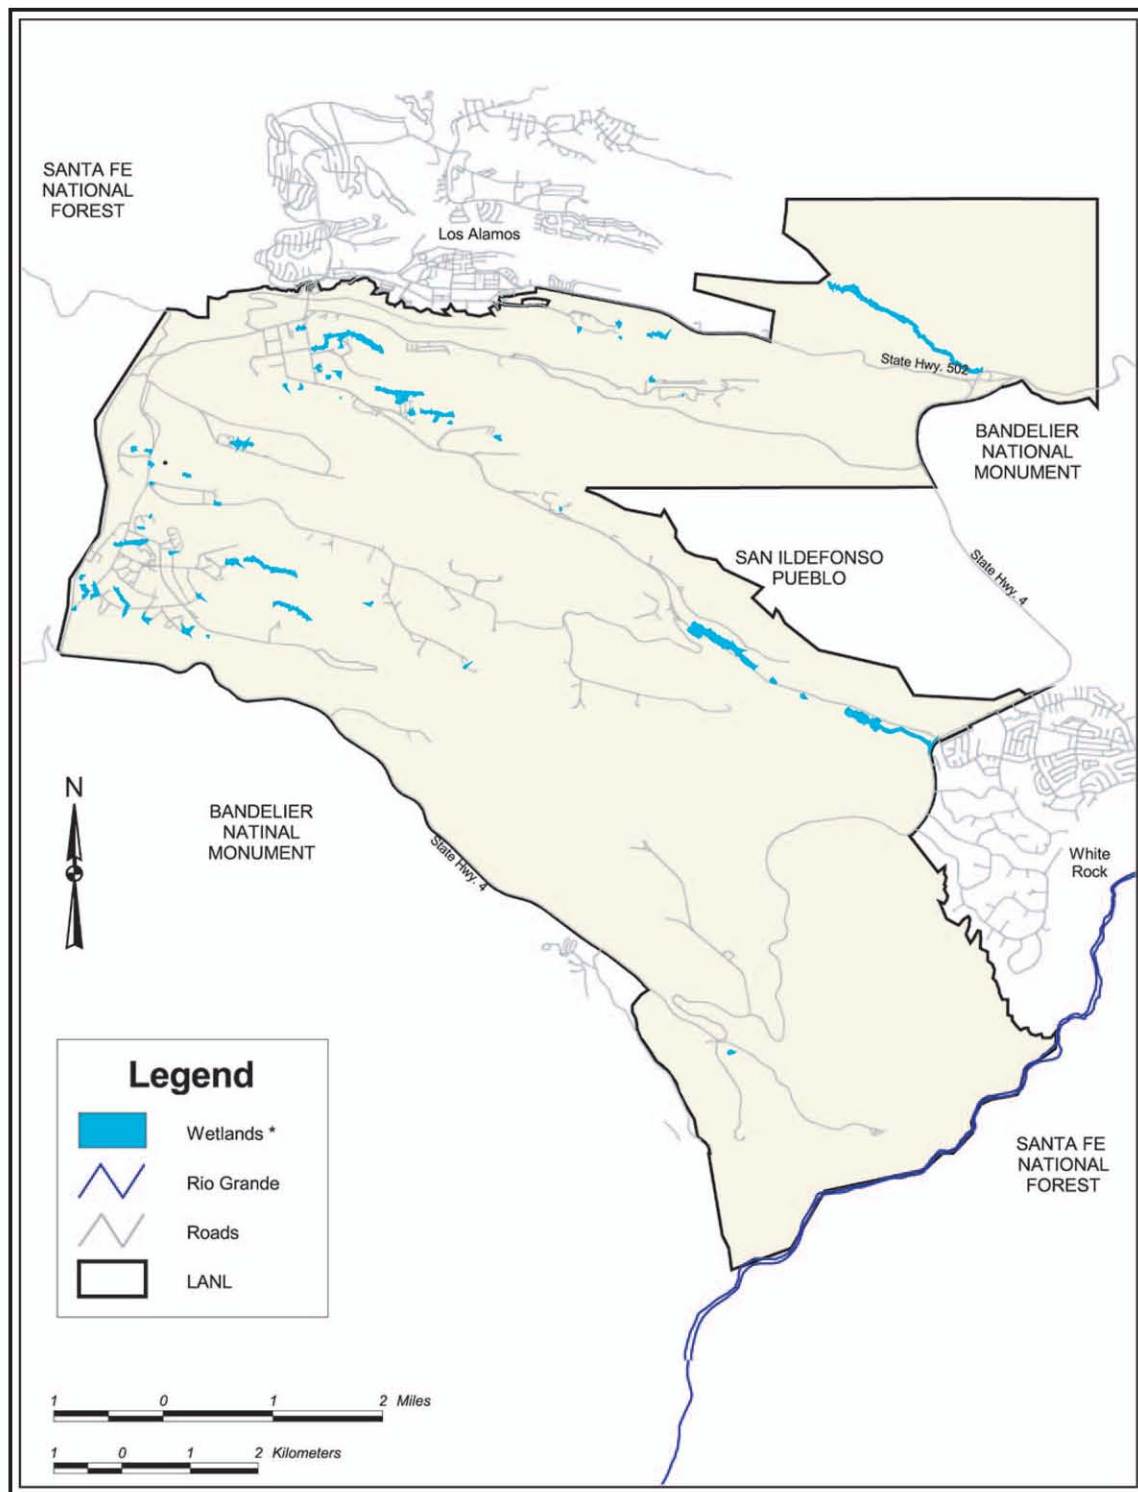 SANTA FE
NATIONAL
FOREST
Los Alamos
State Hwy. 502
BANDELIER
NATIONAL
MONUMENT
SAN ILDEFONSO
PUEBLO
State Hwy. 4
N
BANDELIER
NATINAL
MONUMENT
State Hwy. 4
White
Rock
Legend
Wetlands *
Rio Grande
Roads
LANL
SANTA FE
NATIONAL
FOREST
1 0 1 2 Miles
1 0 1 2 Kilometers